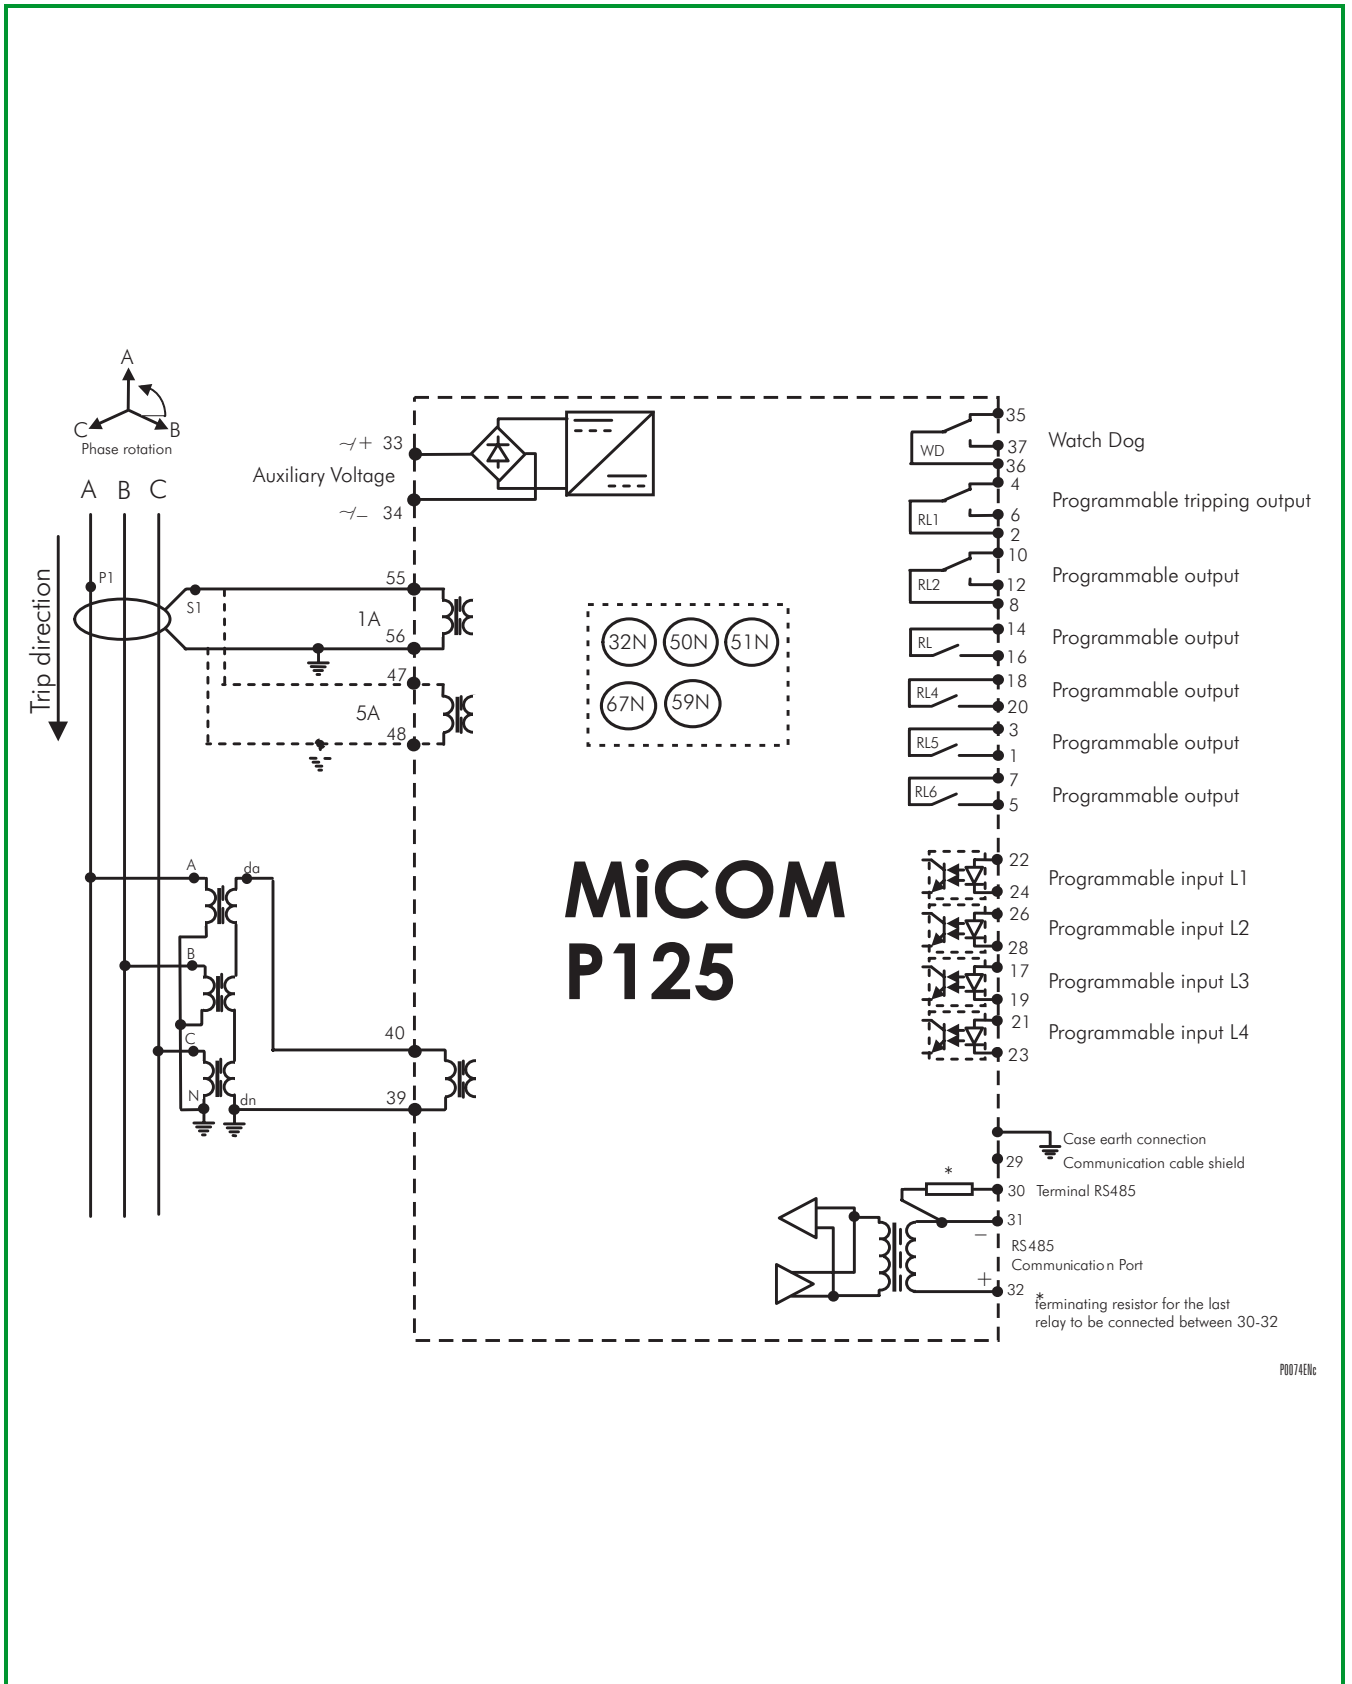 A
C
B
Phase rotation
A B C
Trip direction
P1
S1
~/+ 33
Auxiliary Voltage
~/− 34
55
1A
56
47
5A
48
A
da
B
C
N
dn
40
39
32N 50N 51N
67N 59N
MiCOM
P125
WD
35
37
36
Watch Dog
RL1
4
6
2
Programmable tripping output
RL2
10
12
8
Programmable output
RL
14
16
Programmable output
RL4
18
20
Programmable output
RL5
3
1
Programmable output
RL6
7
5
Programmable output
22
24
Programmable input L1
26
28
Programmable input L2
17
19
Programmable input L3
21
23
Programmable input L4
Case earth connection
29 Communication cable shield
*
30 Terminal RS485
31
−
RS485
Communication Port
+
32
*
terminating resistor for the last
relay to be connected between 30-32
P0074ENc